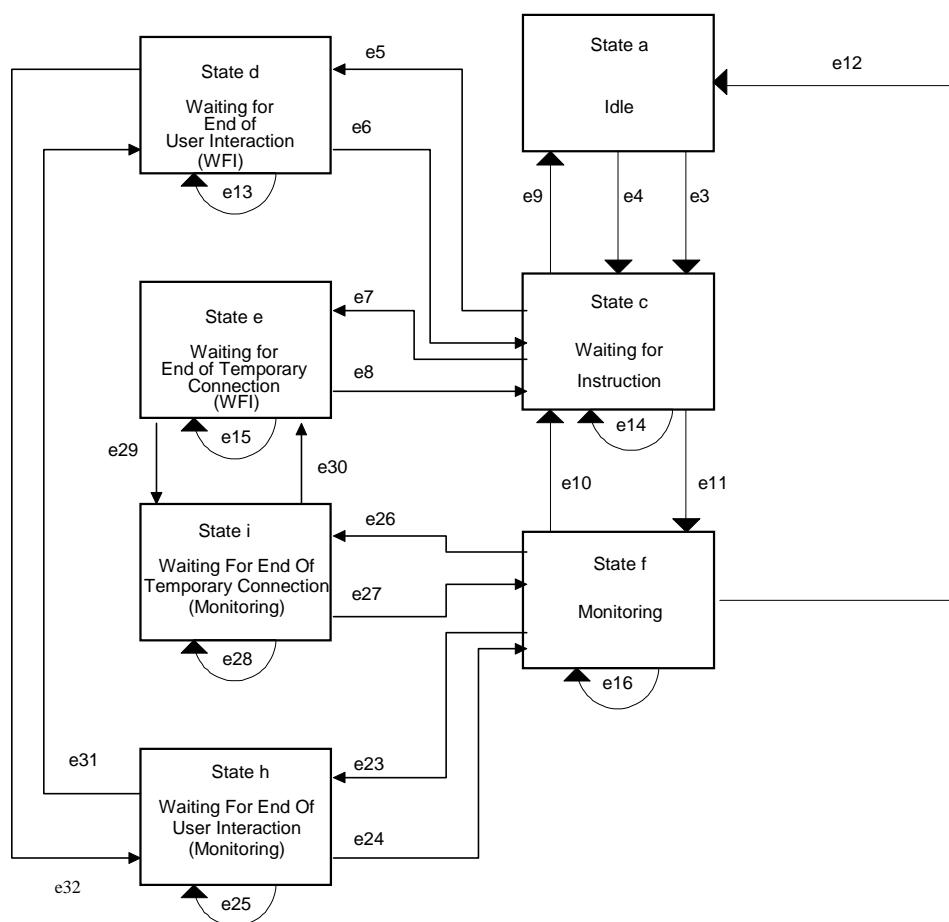 State a
Idle
e12
e5
State d
Waiting for
End of
User Interaction
(WFI)
e6
e13
e9
e4
e3
State c
Waiting for
Instruction
e7
State e
Waiting for
End of Temporary
Connection
(WFI)
e8
e15
e14
e29
e30
e10
e11
e26
State i
Waiting For End Of
Temporary Connection
(Monitoring)
e27
e28
State f
Monitoring
e16
e31
e23
State h
Waiting For End Of
User Interaction
(Monitoring)
e24
e32
e25